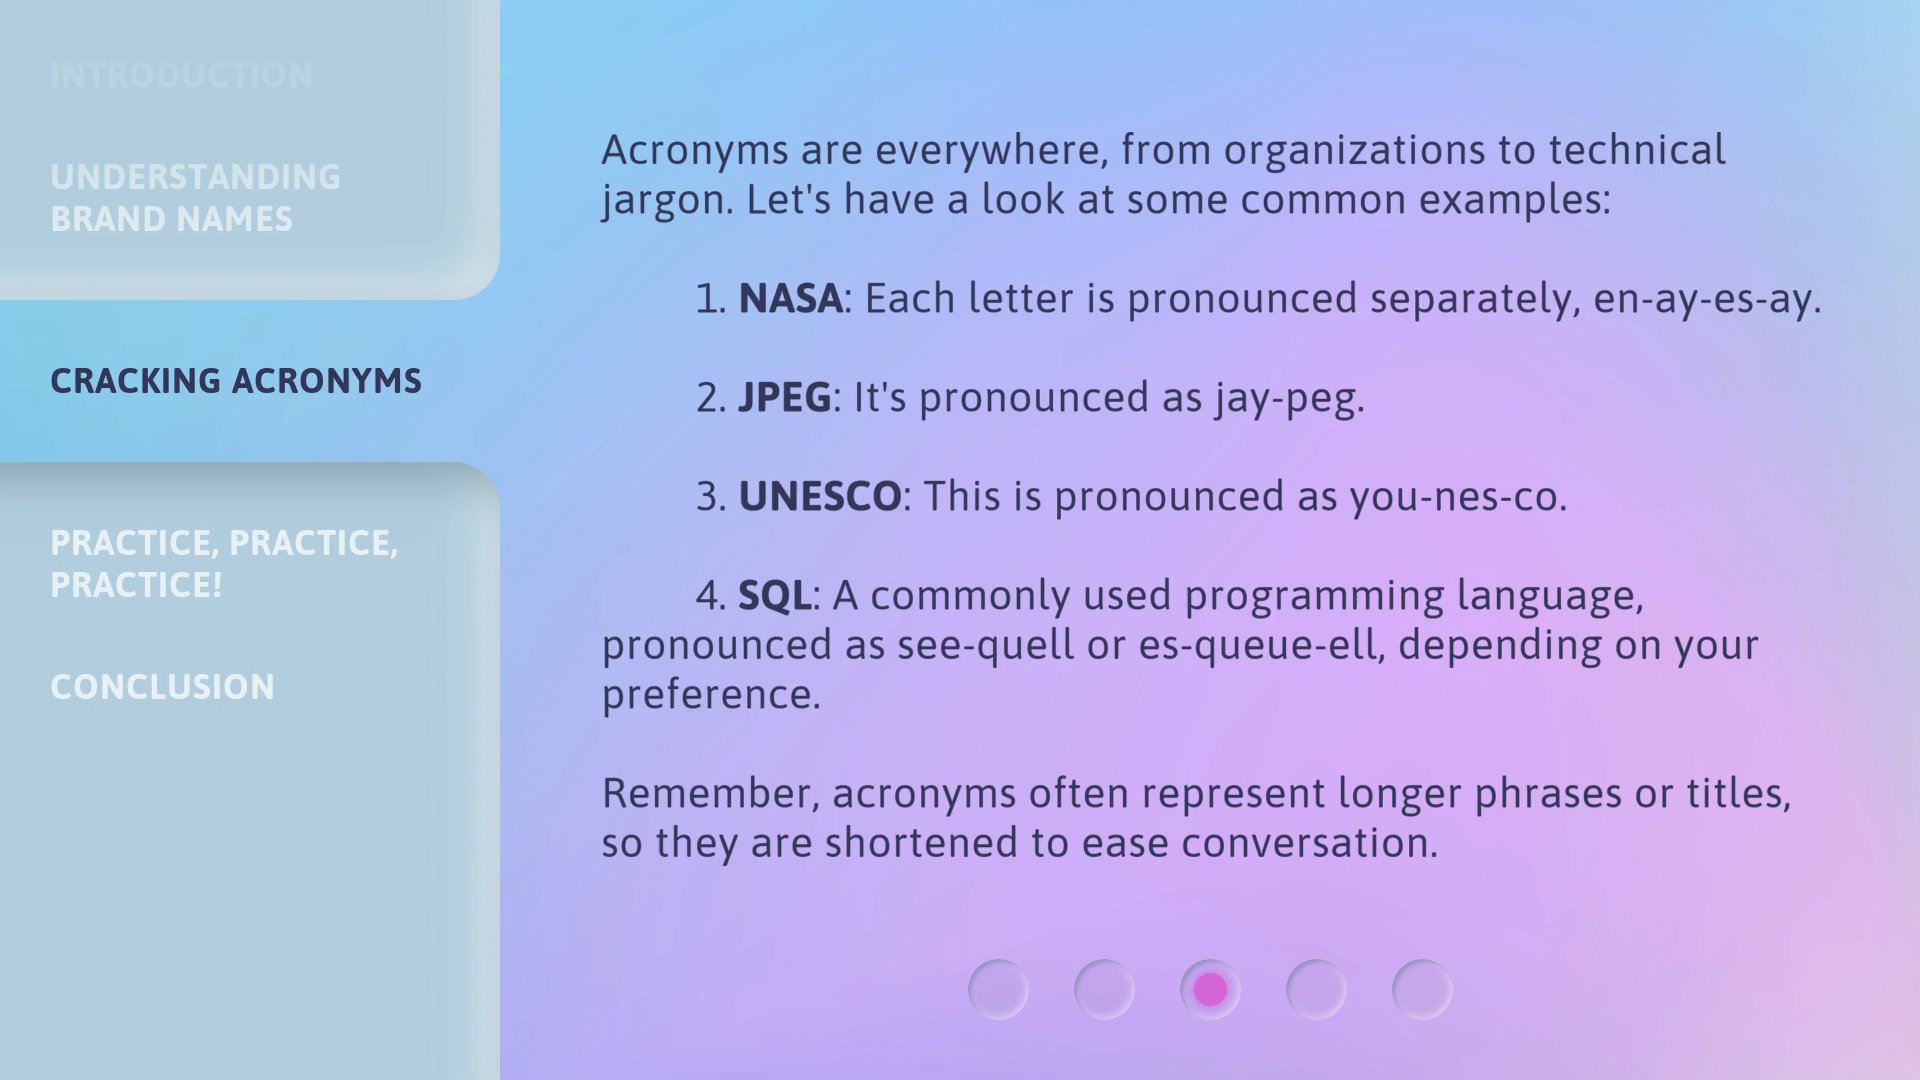 INTRODUCTION
UNDERSTANDING
BRAND NAMES
CRACKING ACRONYMS
PRACTICE, PRACTICE,
PRACTICE!
CONCLUSION
Acronyms are everywhere, from organizations to technical
jargon. Let's have a look at some common examples:
1. NASA: Each letter is pronounced separately, en-ay-es-ay.
2. JPEG: It's pronounced as jay-peg.
3. UNESCO: This is pronounced as you-nes-co.
4. SQL: A commonly used programming language,
pronounced as see-quell or es-queue-ell, depending on your
preference.
Remember, acronyms often represent longer phrases or titles,
so they are shortened to ease conversation.